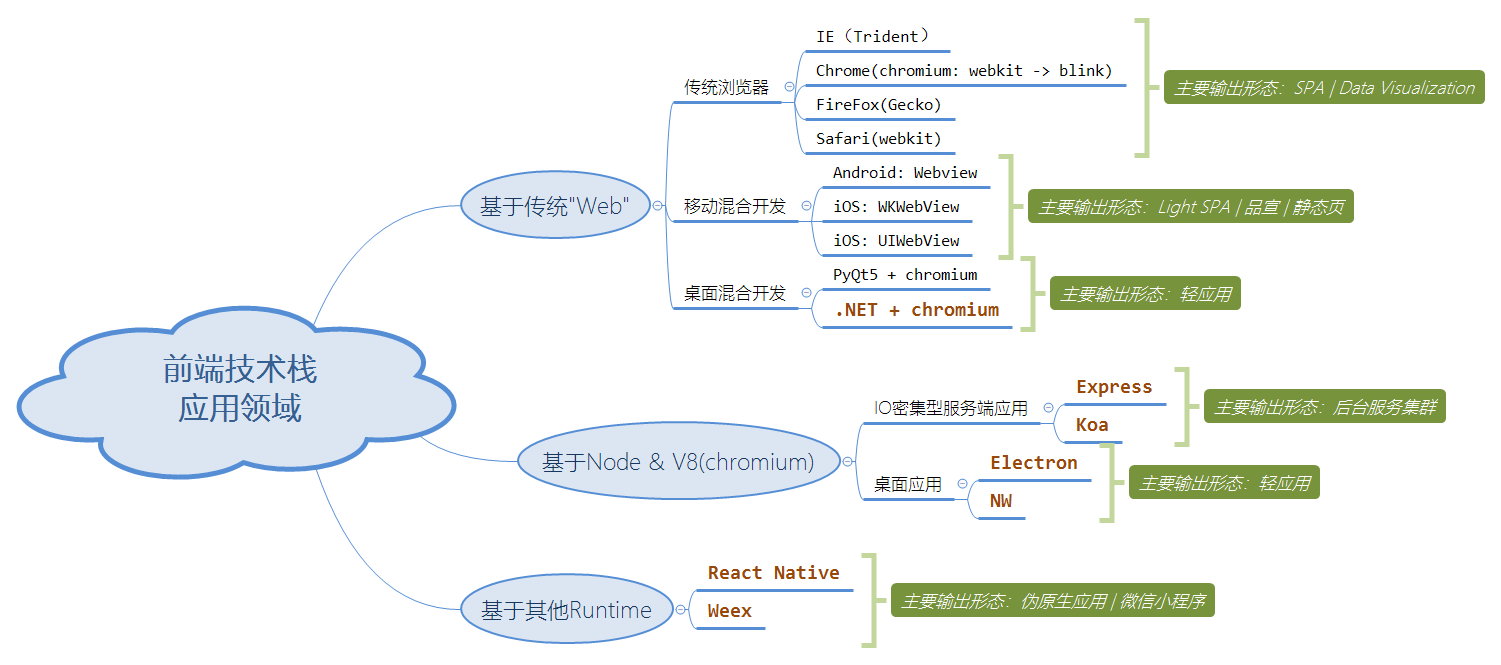 前端技术栈
应用领域
基于传统"Web"
传统浏览器
IE（Trident）
Chrome(chromium: webkit -> blink)
FireFox(Gecko)
Safari(webkit)
主要输出形态：SPA | Data Visualization
移动混合开发
Android: Webview
iOS: WKWebView
iOS: UIWebView
主要输出形态：Light SPA | 品宣 | 静态页
桌面混合开发
PyQt5 + chromium
.NET + chromium
主要输出形态：轻应用
基于Node & V8(chromium)
IO密集型服务端应用
Express
Koa
主要输出形态：后台服务集群
桌面应用
Electron
NW
主要输出形态：轻应用
基于其他Runtime
React Native
Weex
主要输出形态：伪原生应用 | 微信小程序